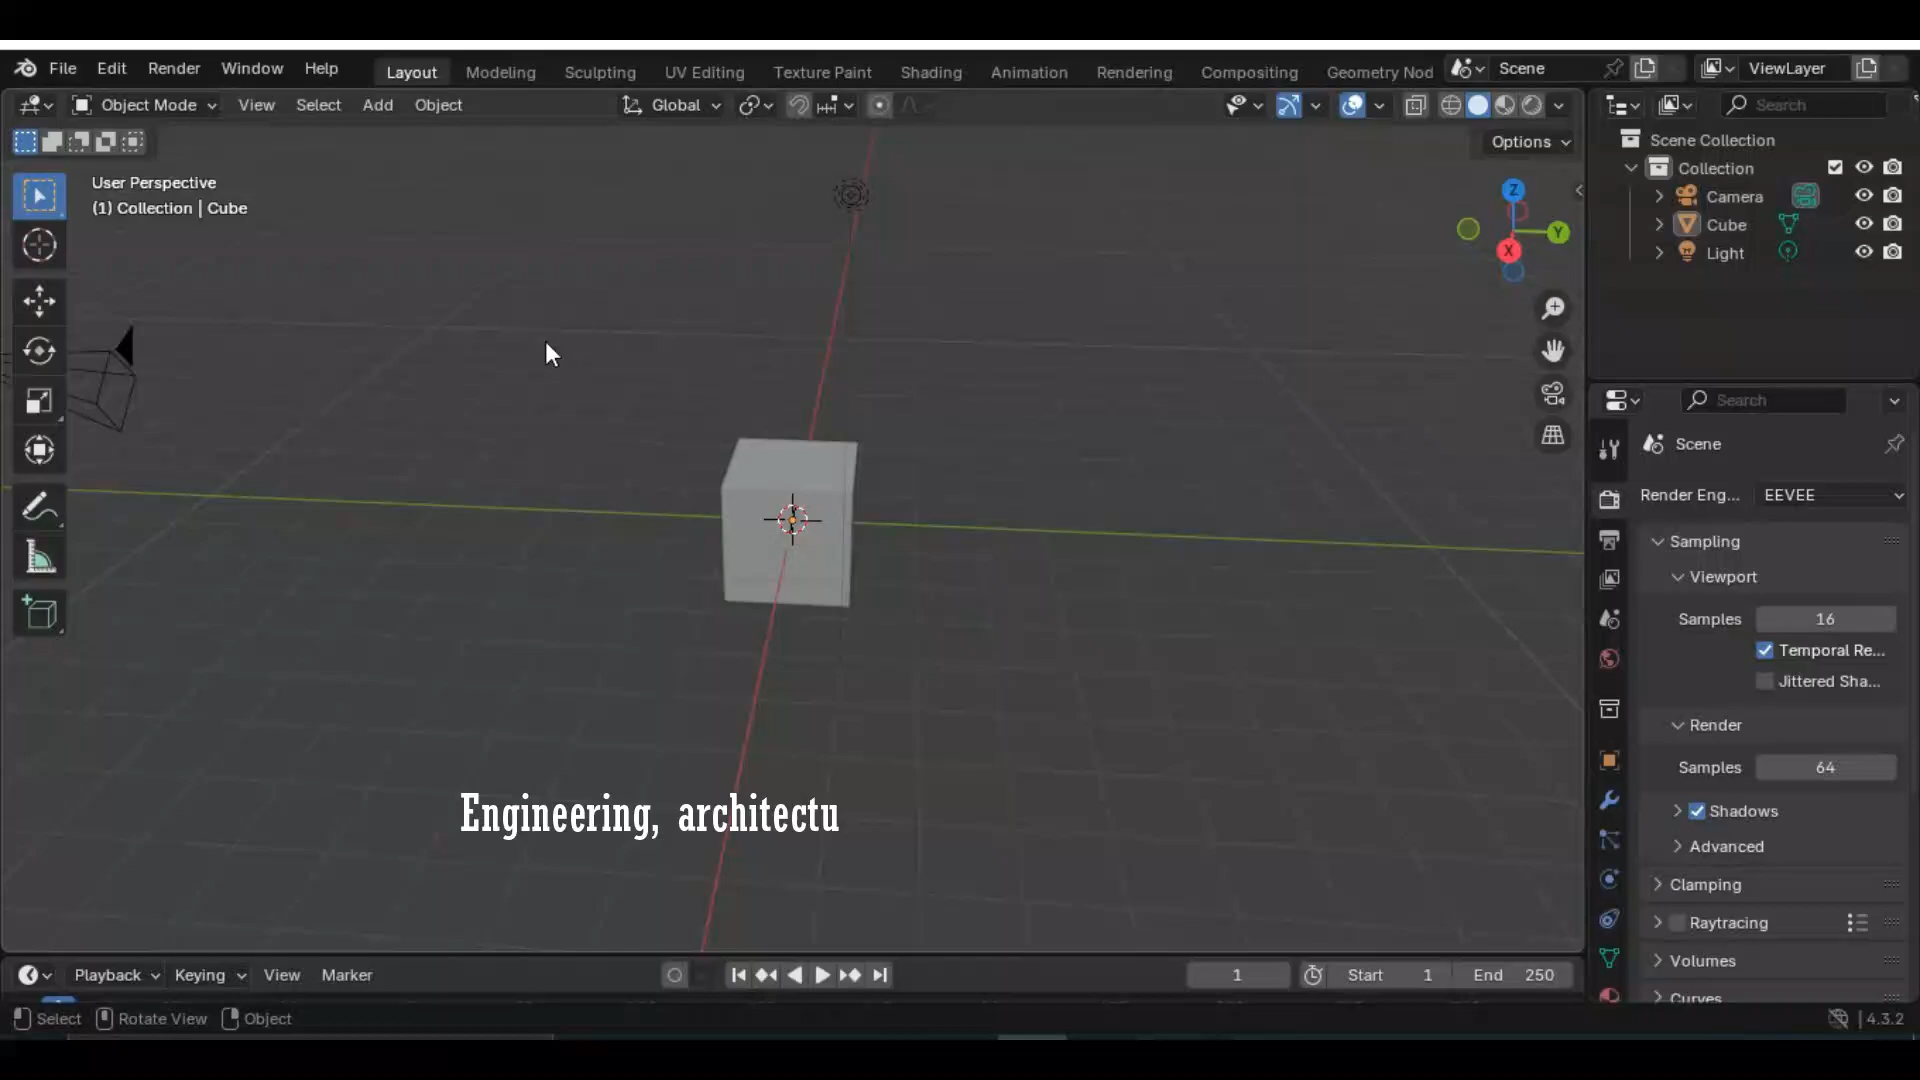 File Edit Render Window Help Layout Modeling Sculpting UV Editing Texture Paint Shading Animation Rendering Compositing Geometry Nod Scene ViewLayer
Object Mode View Select Add Object Global Search
Options
User Perspective
(1) Collection | Cube
Z
Y
X
Scene Collection
Collection
Camera
Cube
Light
Search
Scene
Render Eng... EEVEE
Sampling
Viewport
Samples 16
Temporal Re...
Jittered Sha...
Render
Samples 64
Shadows
Advanced
Clamping
Raytracing
Volumes
Curves
Engineering, architectu
Playback Keying View Marker 1 Start 1 End 250
Select Rotate View Object 4.3.2